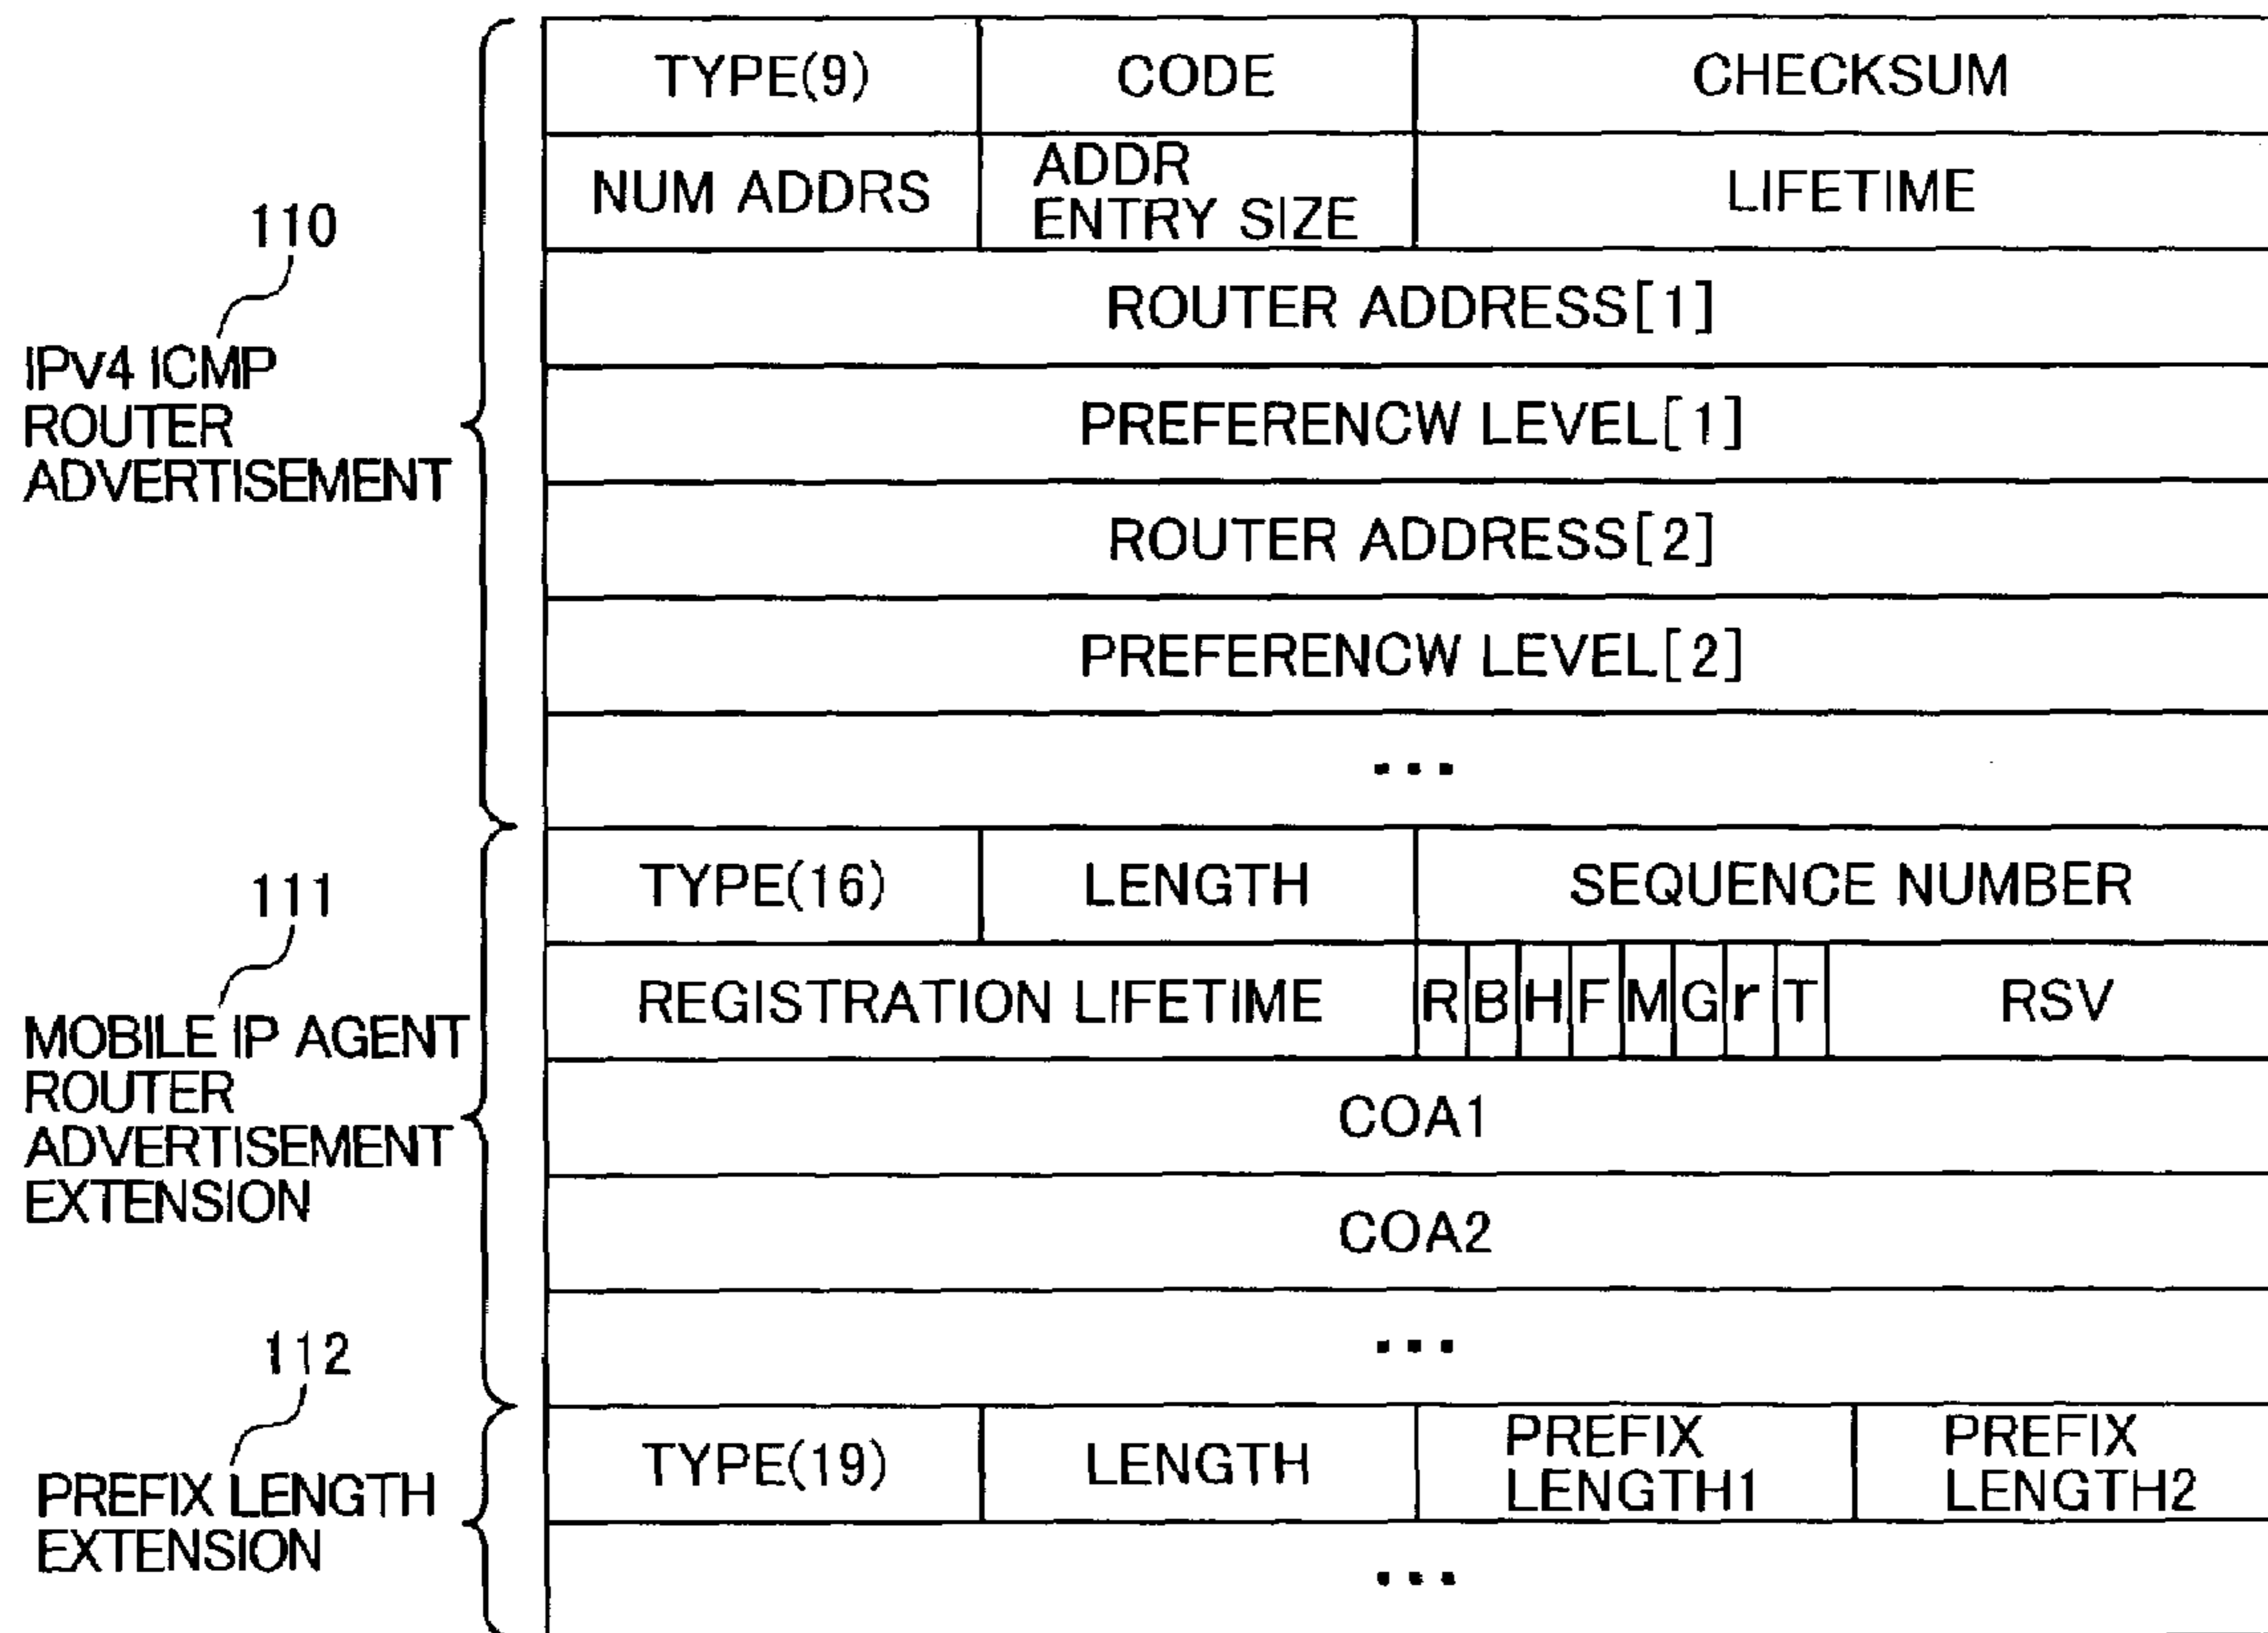 TYPE(9) CODE CHECKSUM
NUM ADDRS ADDR ENTRY SIZE LIFETIME
110
IPV4 ICMP
ROUTER
ADVERTISEMENT
ROUTER ADDRESS[1]
PREFERENCW LEVEL[1]
ROUTER ADDRESS[2]
PREFERENCW LEVEL[2]
...
111
MOBILE IP AGENT
ROUTER
ADVERTISEMENT
EXTENSION
TYPE(16) LENGTH SEQUENCE NUMBER
REGISTRATION LIFETIME R B H F M G r T RSV
COA1
COA2
...
112
PREFIX LENGTH
EXTENSION
TYPE(19) LENGTH PREFIX LENGTH1 PREFIX LENGTH2
...